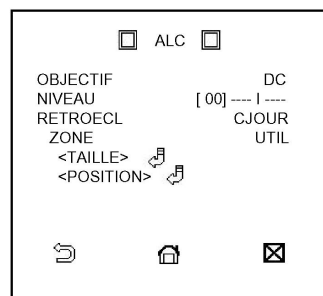 ALC
OBJECTIF DC
NIVEAU [ 00] ---- I ----
RETROECL CJOUR
ZONE UTIL
<TAILLE>
<POSITION>